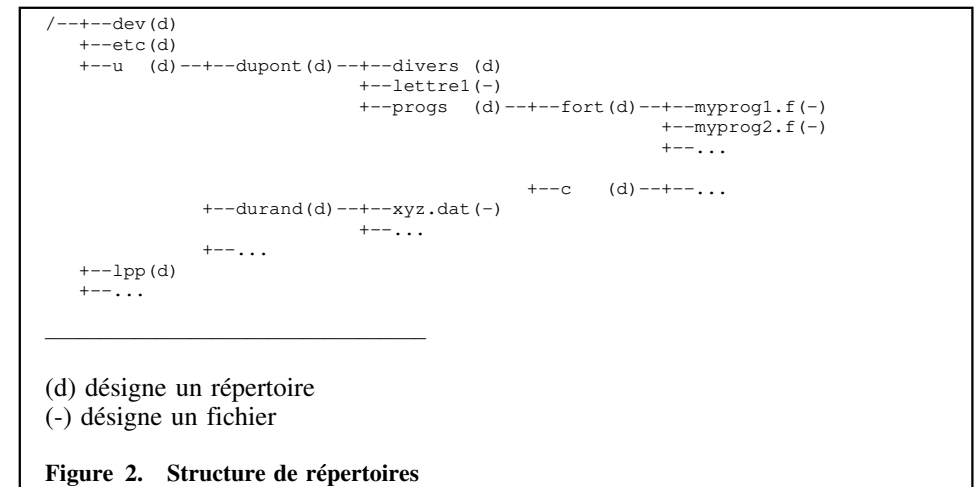 /--+--dev(d)
   +--etc(d)
   +--u  (d)--+--dupont(d)--+--divers (d)
                            +--lettre1(-)
                            +--progs  (d)--+--fort(d)--+--myprog1.f(-)
                                                       +--myprog2.f(-)
                                                       +--...
                                           +--c   (d)--+--...
              +--durand(d)--+--xyz.dat(-)
                            +--...
              +--...
   +--lpp(d)
   +--...
(d) désigne un répertoire
(-) désigne un fichier
Figure 2. Structure de répertoires